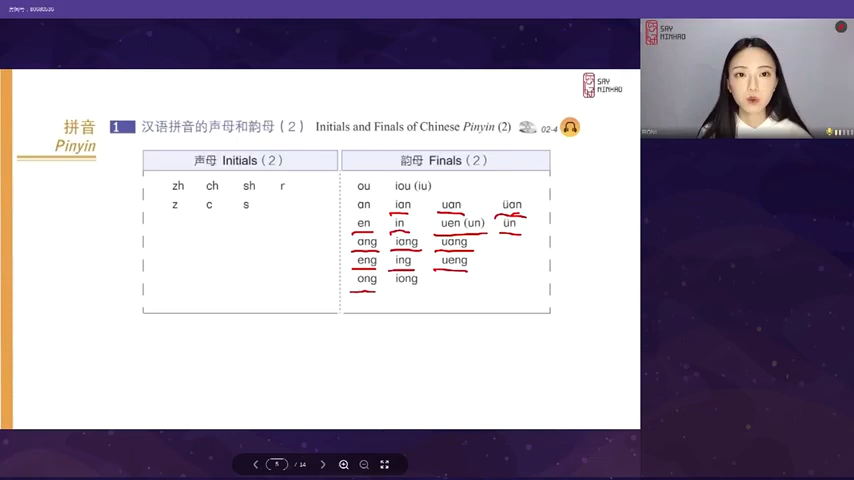 SAY
NINHAO
SAY
NINHAO
拼音
Pinyin
1 汉语拼音的声母和韵母(2) Initials and Finals of Chinese Pinyin (2) 02-4
声母 Initials (2) 韵母 Finals (2)
zh ch sh r ou iou (iu)
z c s an ian uan üan
en in uen (un) ün
ang iang uang
eng ing ueng
ong iong
5 / 14